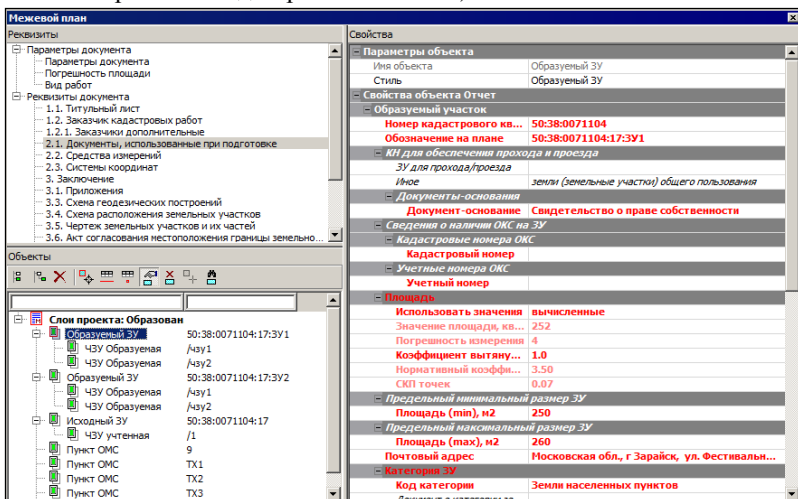 Межевой план
Реквизиты
Параметры документа
Параметры документа
Погрешность площади
Вид работ
Реквизиты документа
1.1. Титульный лист
1.2. Заказчик кадастровых работ
1.2.1. Заказчики дополнительные
2.1. Документы, использованные при подготовке
2.2. Средства измерений
2.3. Системы координат
3. Заключение
3.1. Приложения
3.3. Схема геодезических построений
3.4. Схема расположения земельных участков
3.5. Чертеж земельных участков и их частей
3.6. Акт согласования местоположения границы земельно...
Объекты
Слои проекта: Образован
Образуемый ЗУ 50:38:0071104:17:ЗУ1
ЧЗУ Образуемая /чзу1
ЧЗУ Образуемая /чзу2
Образуемый ЗУ 50:38:0071104:17:ЗУ2
ЧЗУ Образуемая /чзу1
ЧЗУ Образуемая /чзу2
Исходный ЗУ 50:38:0071104:17
ЧЗУ учтенная /1
Пункт ОМС 9
Пункт ОМС ТХ1
Пункт ОМС ТХ2
Пункт ОМС ТХ3
Свойства
Параметры объекта
Имя объекта Образуемый ЗУ
Стиль Образуемый ЗУ
Свойства объекта Отчет
Образуемый участок
Номер кадастрового кв... 50:38:0071104
Обозначение на плане 50:38:0071104:17:ЗУ1
КН для обеспечения прохода и проезда
ЗУ для прохода/проезда
Иное земли (земельные участки) общего пользования
Документы-основания
Документ-основание Свидетельство о праве собственности
Сведения о наличии ОКС на ЗУ
Кадастровые номера ОКС
Кадастровый номер
Учетные номера ОКС
Учетный номер
Площадь
Использовать значения вычисленные
Значение площади, кв... 252
Погрешность измерения 4
Коэффициент вытяну... 1.0
Нормативный коэффи... 3.50
СКП точек 0.07
Предельный минимальный размер ЗУ
Площадь (min), м2 250
Предельный максимальный размер ЗУ
Площадь (max), м2 260
Почтовый адрес Московская обл., г Зарайск, ул. Фестивальн...
Категория ЗУ
Код категории Земли населенных пунктов